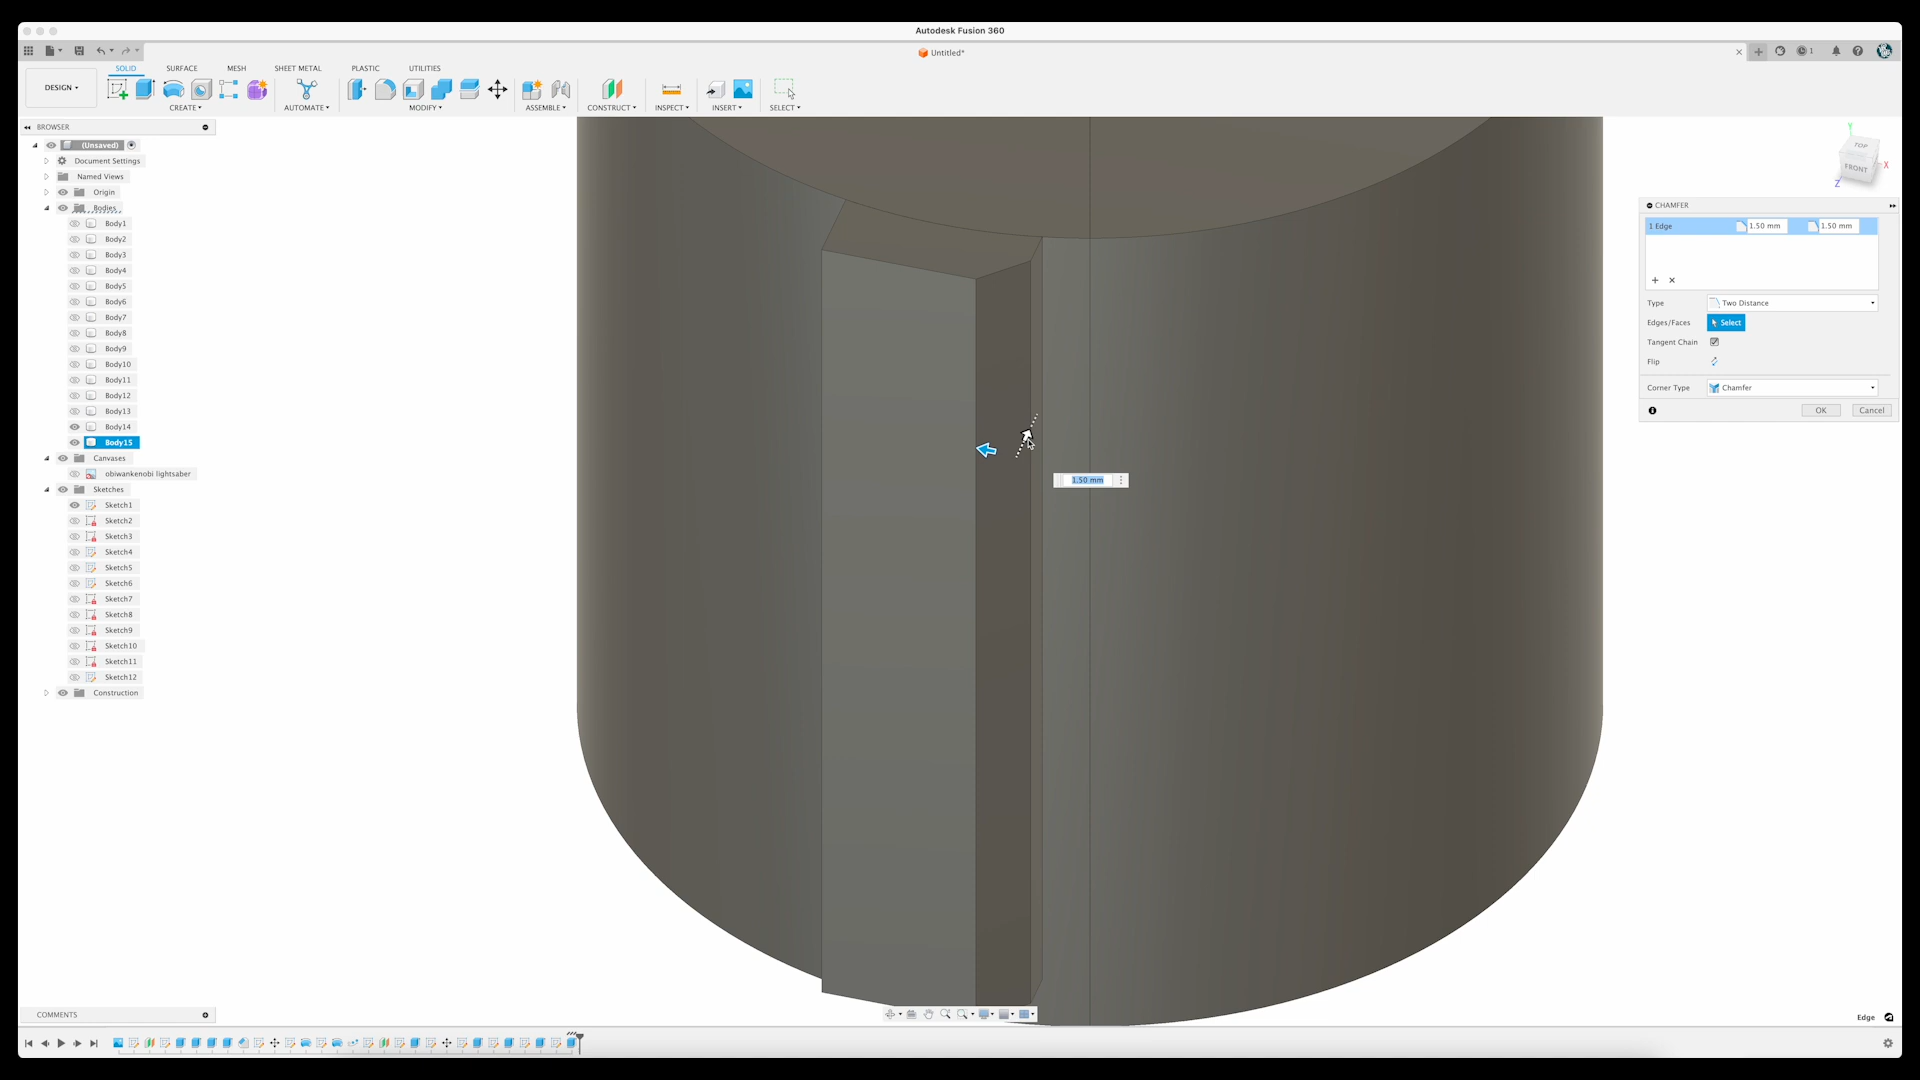 Autodesk Fusion 360
Untitled*
1
DESIGN
SOLID
SURFACE
MESH
SHEET METAL
PLASTIC
UTILITIES
CREATE
AUTOMATE
MODIFY
ASSEMBLE
CONSTRUCT
INSPECT
INSERT
SELECT
BROWSER
(Unsaved)
Document Settings
Named Views
Origin
Bodies
Body1
Body2
Body3
Body4
Body5
Body6
Body7
Body8
Body9
Body10
Body11
Body12
Body13
Body14
Body15
Canvases
obiwankenobi lightsaber
Sketches
Sketch1
Sketch2
Sketch3
Sketch4
Sketch5
Sketch6
Sketch7
Sketch8
Sketch9
Sketch10
Sketch11
Sketch12
Construction
Y
TOP
FRONT
X
Z
CHAMFER
1 Edge 1.50 mm 1.50 mm
Type Two Distance
Edges/Faces Select
Tangent Chain
Flip
Corner Type Chamfer
OK Cancel
1.50 mm
COMMENTS
Edge